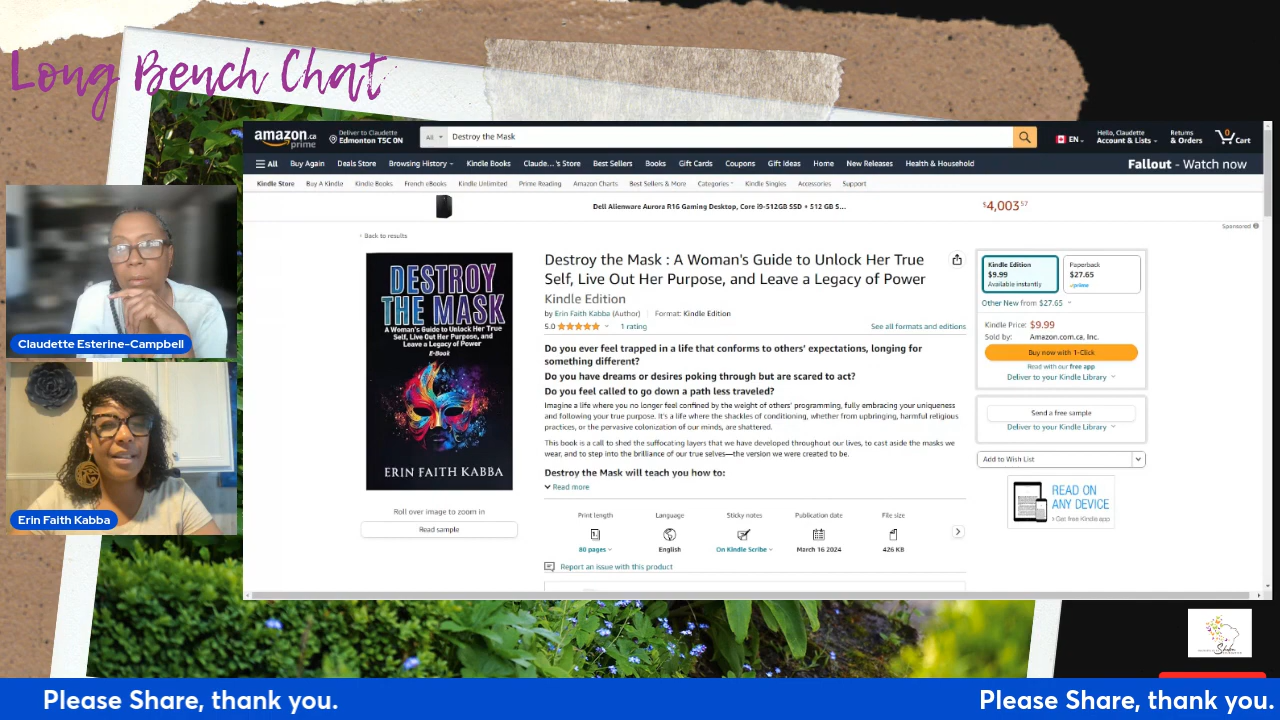 Long Bench Chat
amazon.ca
prime
Deliver to Claudette
Edmonton T5C 0N
All
Destroy the Mask
EN
Hello, Claudette
Account & Lists
Returns
& Orders
0
Cart
All
Buy Again
Deals Store
Browsing History
Kindle Books
Claude...'s Store
Best Sellers
Books
Gift Cards
Coupons
Gift Ideas
Home
New Releases
Health & Household
Fallout - Watch now
Kindle Store
Buy A Kindle
Kindle Books
French eBooks
Kindle Unlimited
Prime Reading
Amazon Charts
Best Sellers & More
Categories
Kindle Singles
Accessories
Support
Dell Alienware Aurora R16 Gaming Desktop, Core i9-512GB SSD + 512 GB S...
$4,003 57
Sponsored
‹ Back to results
DESTROY
THE MASK
A Woman's Guide to Unlock Her True
Self, Live Out Her Purpose, and
Leave a Legacy of Power
E-Book
ERIN FAITH KABBA
Roll over image to zoom in
Read sample
Destroy the Mask : A Woman's Guide to Unlock Her True
Self, Live Out Her Purpose, and Leave a Legacy of Power
Kindle Edition
by Erin Faith Kabba (Author)
Format: Kindle Edition
5.0
1 rating
See all formats and editions
Do you ever feel trapped in a life that conforms to others' expectations, longing for
something different?
Do you have dreams or desires poking through but are scared to act?
Do you feel called to go down a path less traveled?
Imagine a life where you no longer feel confined by the weight of others' programming, fully embracing your uniqueness
and following your true purpose. It's a life where the shackles of conditioning, whether from upbringing, harmful religious
practices, or the pervasive colonization of our minds, are shattered.
This book is a call to shed the suffocating layers that we have developed throughout our lives, to cast aside the masks we
wear, and to step into the brilliance of our true selves—the version we were created to be.
Destroy the Mask will teach you how to:
Read more
Print length
80 pages
Language
English
Sticky notes
On Kindle Scribe
Publication date
March 16 2024
File size
426 KB
Report an issue with this product
Kindle Edition
$9.99
Available instantly
Paperback
$27.65
prime
Other New from $27.65
Kindle Price: $9.99
Sold by: Amazon.com.ca, Inc.
Buy now with 1-Click
Read with our free app
Deliver to your Kindle Library
Send a free sample
Deliver to your Kindle Library
Add to Wish List
READ ON
ANY DEVICE
› Get free Kindle app
Claudette Esterine-Campbell
Erin Faith Kabba
Please Share, thank you.
Please Share, thank you.